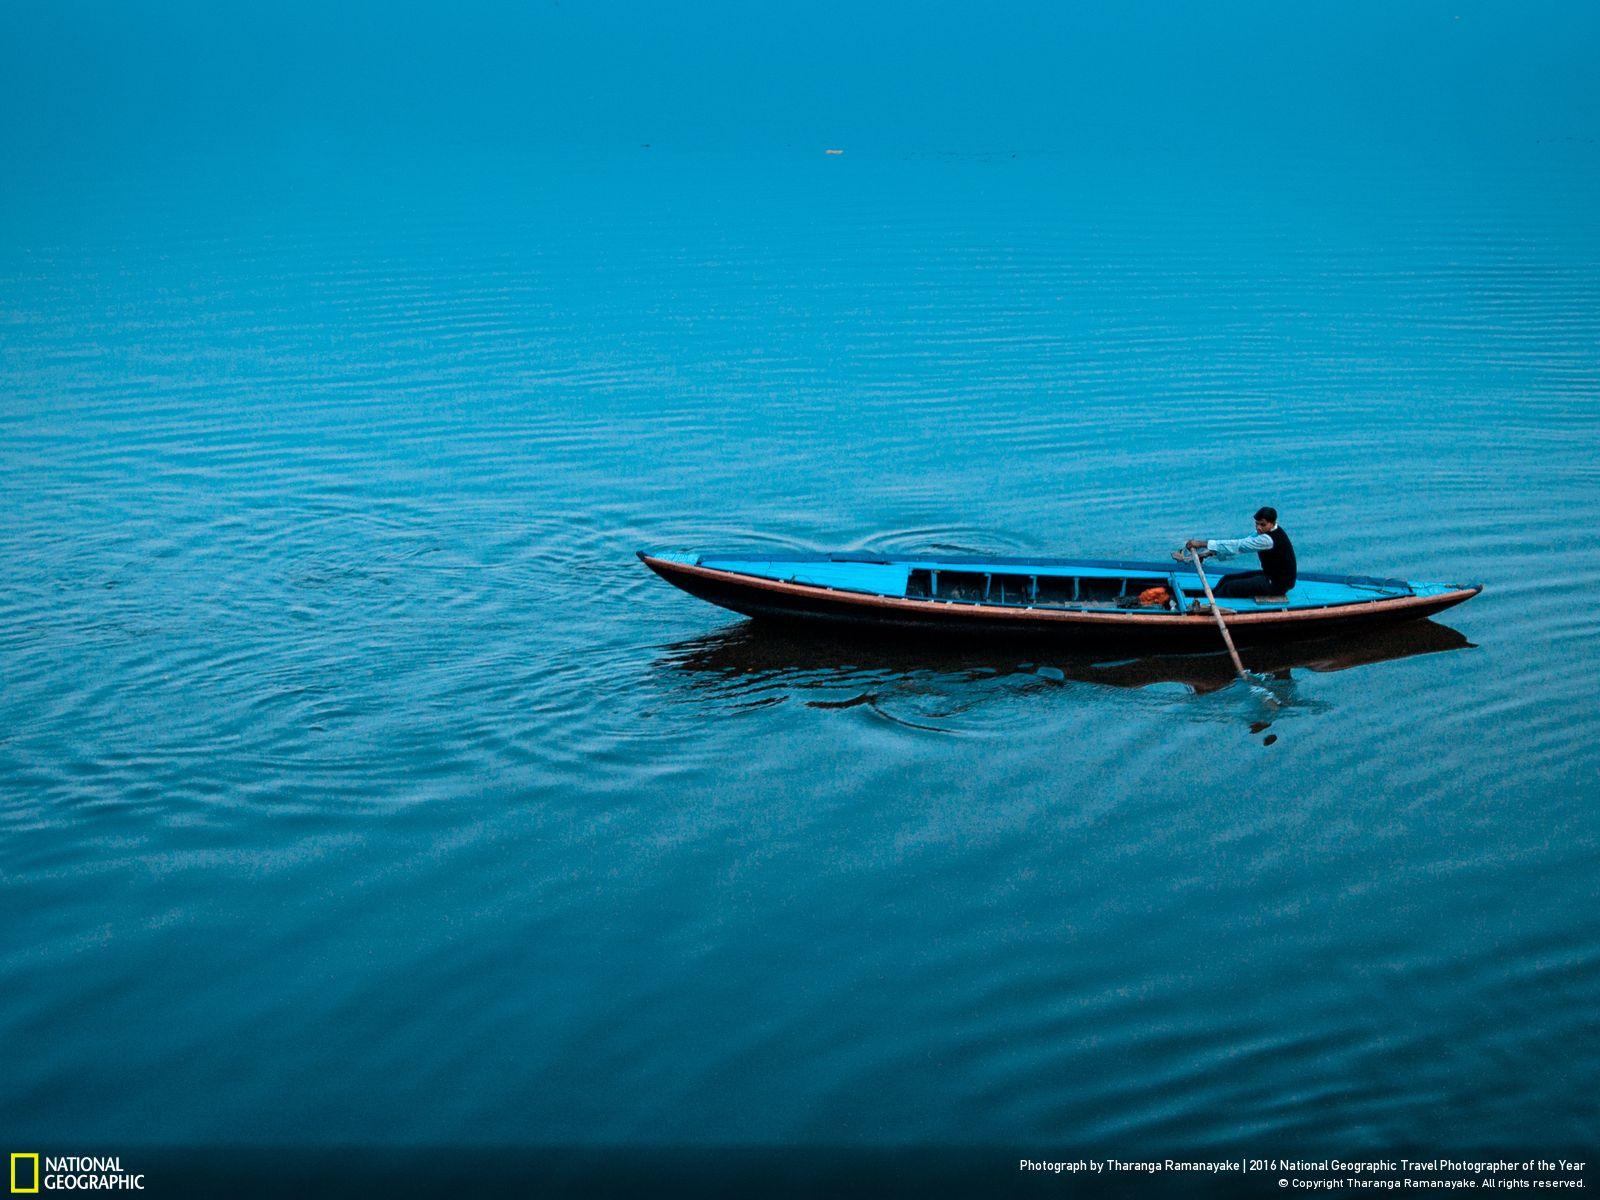 NATIONAL
GEOGRAPHIC
Photograph by Tharanga Ramanayake | 2016 National Geographic Travel Photographer of the Year
© Copyright Tharanga Ramanayake. All rights reserved.